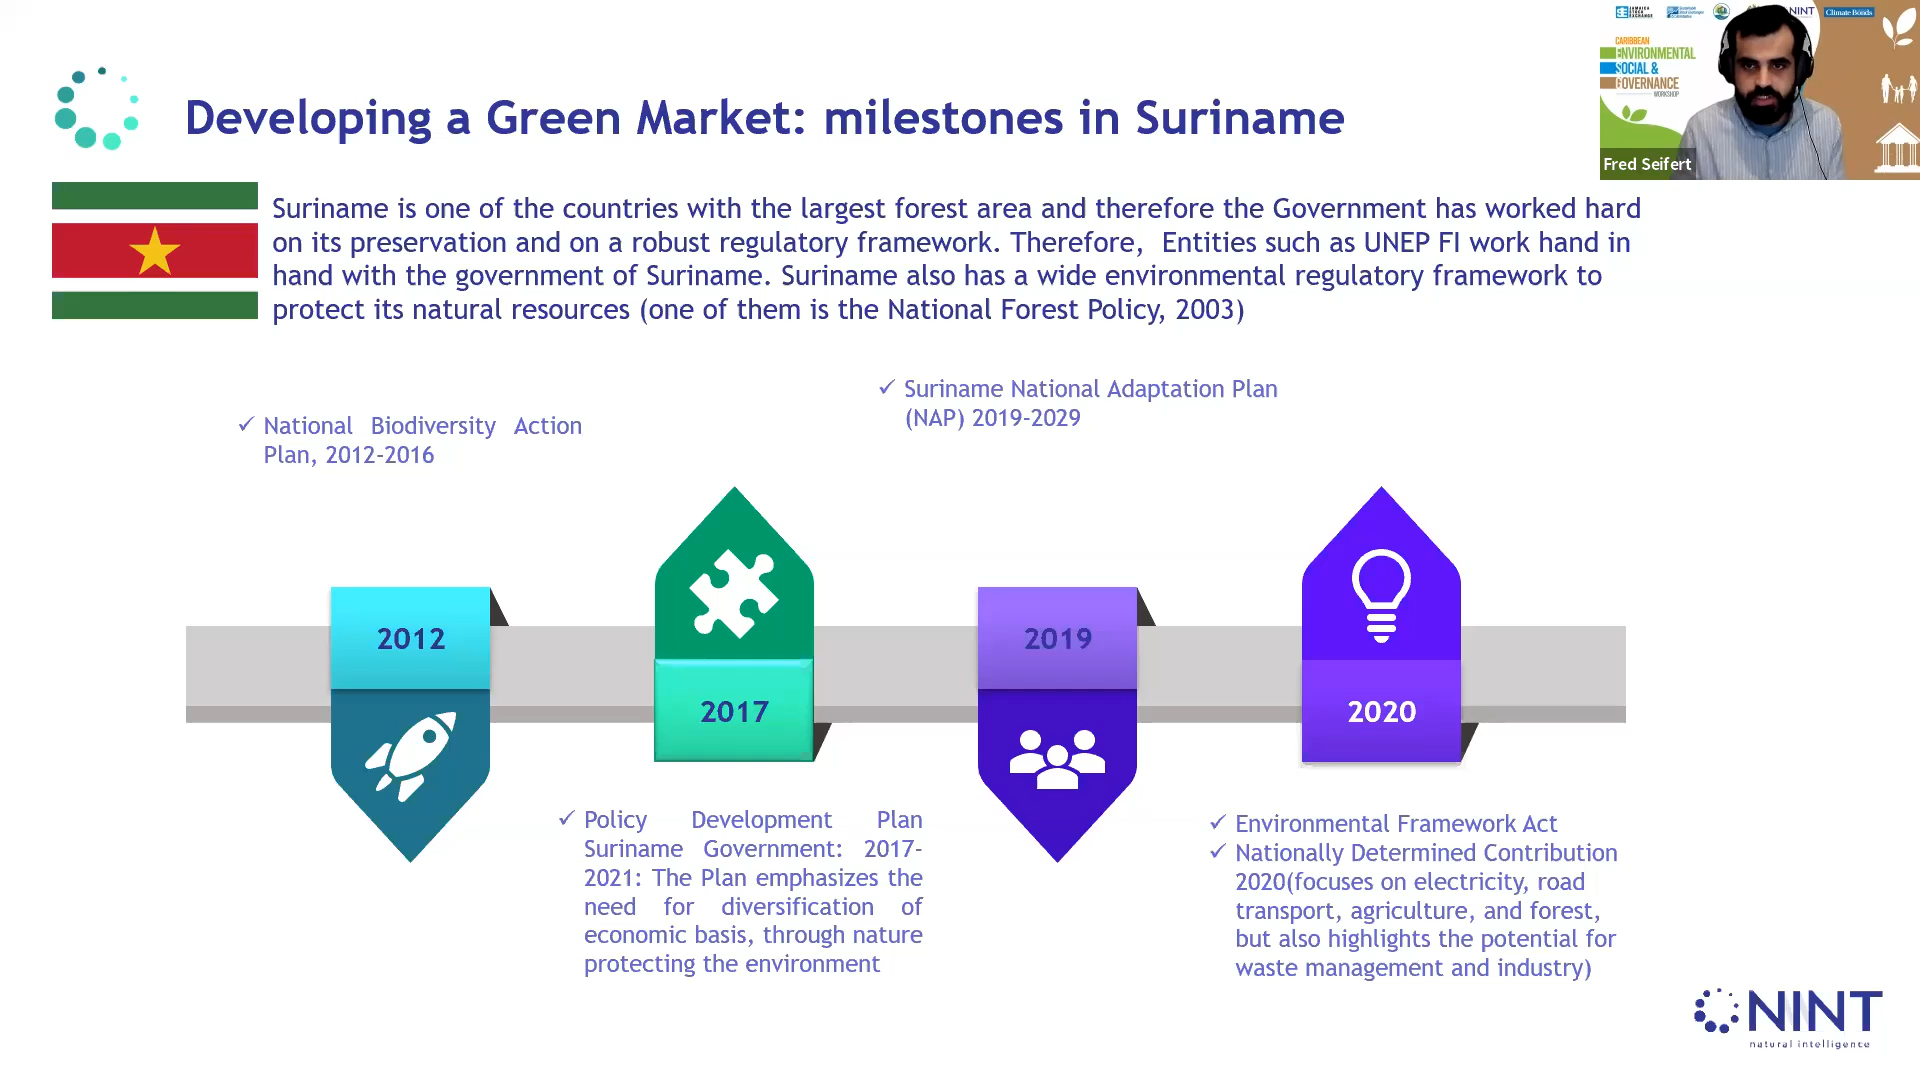 JAMAICA
STOCK
EXCHANGE
NINT
Climate Bonds
CARIBBEAN
ENVIRONMENTAL
SOCIAL &
GOVERNANCE
WORKSHOP
Fred Seifert
Developing a Green Market: milestones in Suriname
Suriname is one of the countries with the largest forest area and therefore the Government has worked hard
on its preservation and on a robust regulatory framework. Therefore, Entities such as UNEP FI work hand in
hand with the government of Suriname. Suriname also has a wide environmental regulatory framework to
protect its natural resources (one of them is the National Forest Policy, 2003)
✓ National Biodiversity Action
Plan, 2012-2016
✓ Suriname National Adaptation Plan
(NAP) 2019-2029
2012
2017
2019
2020
✓ Policy Development Plan
Suriname Government: 2017-
2021: The Plan emphasizes the
need for diversification of
economic basis, through nature
protecting the environment
✓ Environmental Framework Act
✓ Nationally Determined Contribution
2020(focuses on electricity, road
transport, agriculture, and forest,
but also highlights the potential for
waste management and industry)
NINT
natural intelligence